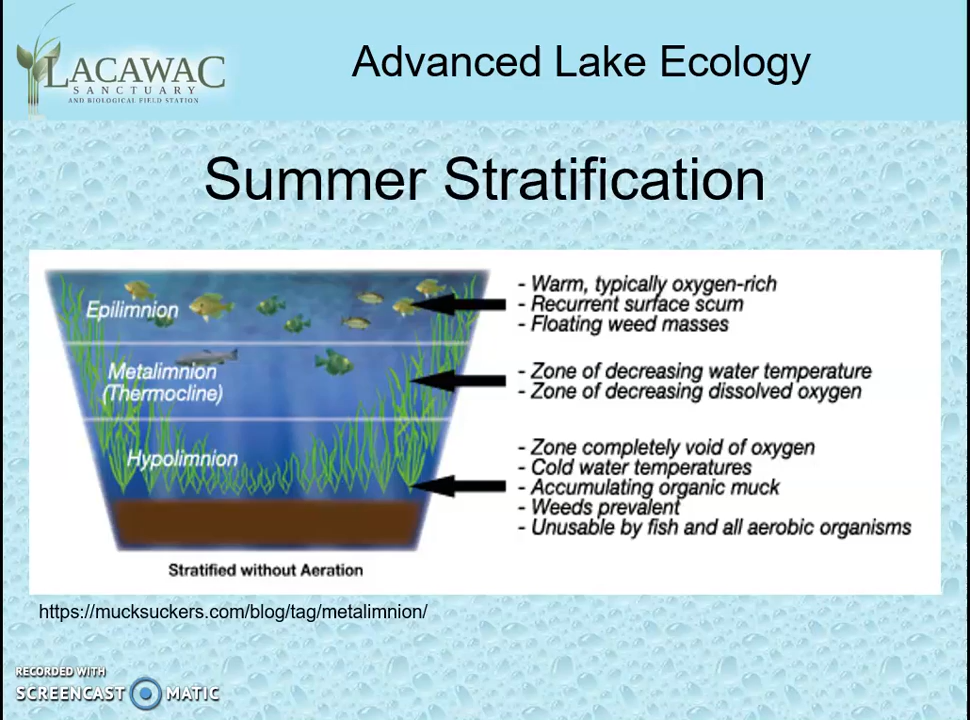 LACAWAC
SANCTUARY
AND BIOLOGICAL FIELD STATION
Advanced Lake Ecology
Summer Stratification
Epilimnion
- Warm, typically oxygen-rich
- Recurrent surface scum
- Floating weed masses
Metalimnion
(Thermocline)
- Zone of decreasing water temperature
- Zone of decreasing dissolved oxygen
Hypolimnion
- Zone completely void of oxygen
- Cold water temperatures
- Accumulating organic muck
- Weeds prevalent
- Unusable by fish and all aerobic organisms
Stratified without Aeration
https://mucksuckers.com/blog/tag/metalimnion/
RECORDED WITH
SCREENCAST MATIC